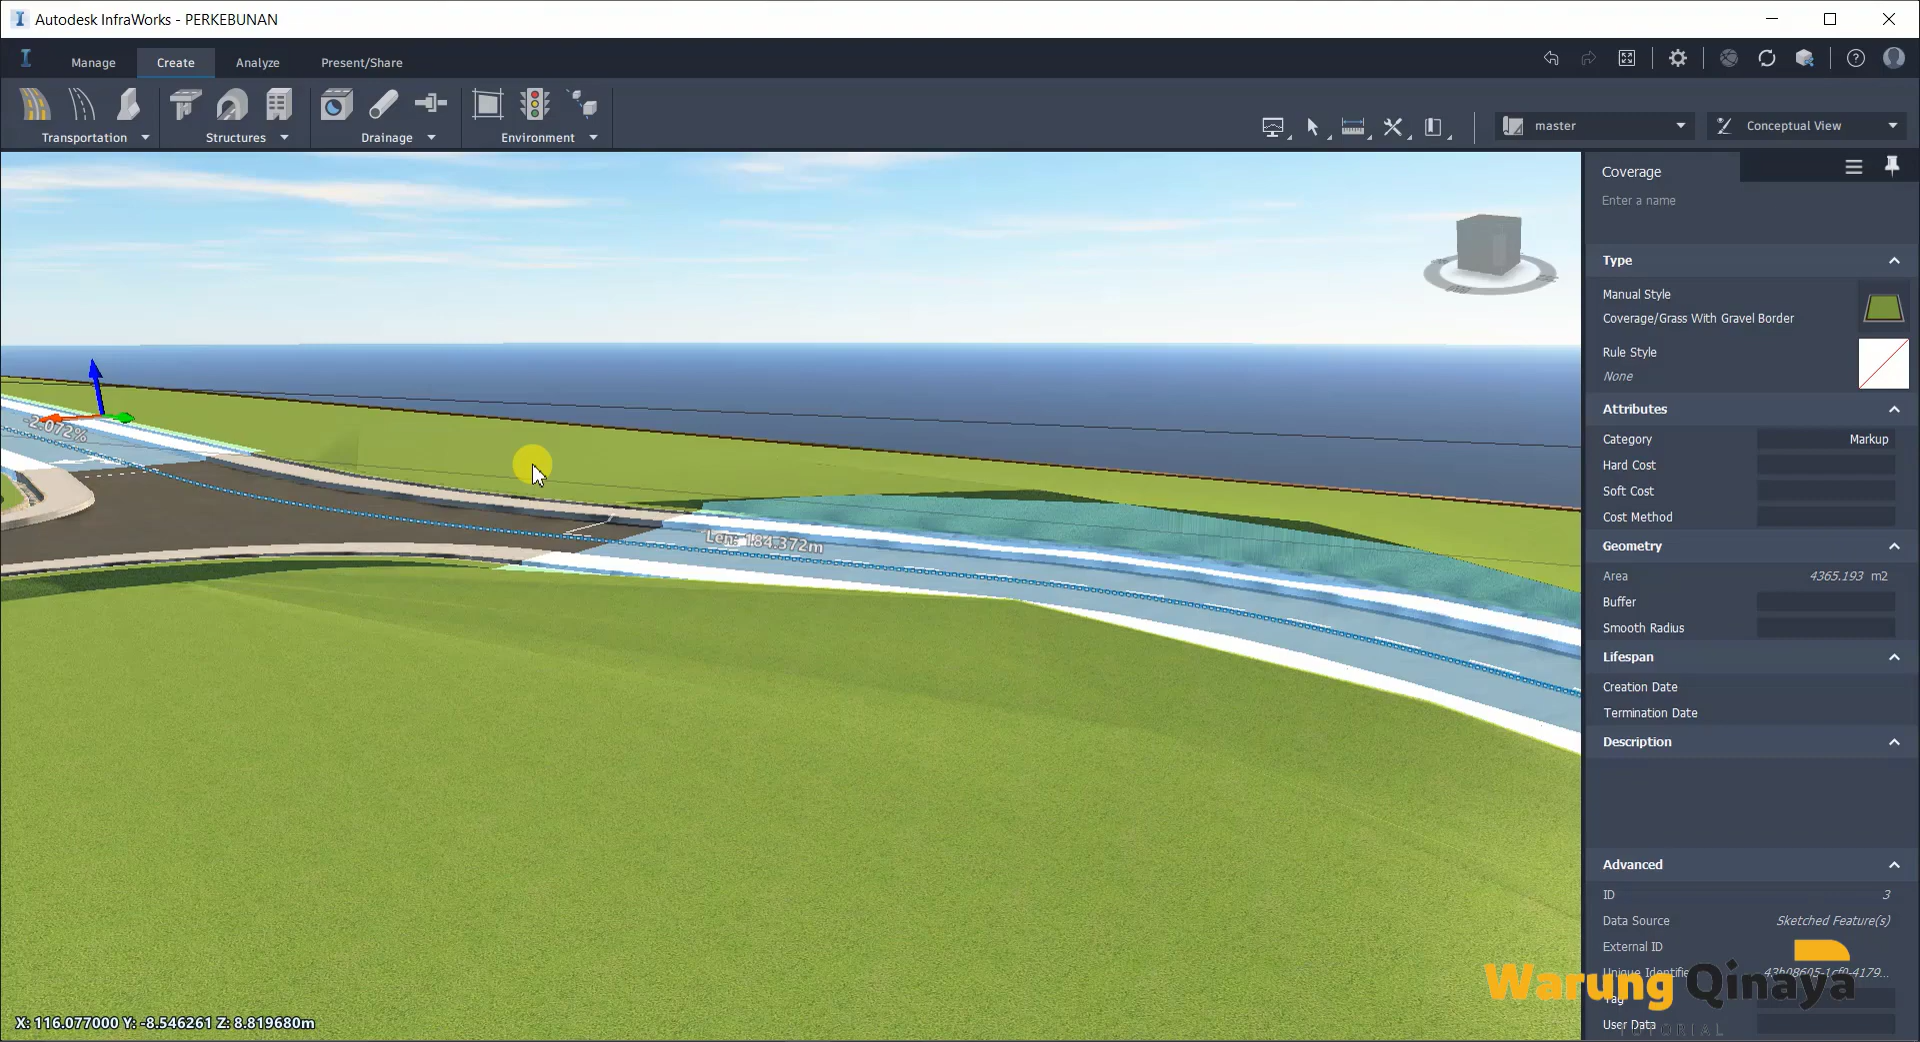 Autodesk InfraWorks - PERKEBUNAN
Manage
Create
Analyze
Present/Share
Transportation
Structures
Drainage
Environment
master
Conceptual View
Coverage
Enter a name
Type
Manual Style
Coverage/Grass With Gravel Border
Rule Style
None
Attributes
Category
Markup
Hard Cost
Soft Cost
Cost Method
Geometry
Area
4365.193 m2
Buffer
Smooth Radius
Lifespan
Creation Date
Termination Date
Description
Advanced
ID
3
Data Source
Sketched Feature(s)
External ID
Tag
User Data
-2.072%
Len: 184.372m
X: 116.077000 Y: -8.546261 Z: 8.819680m
Warung Qinaya
TUTORIAL